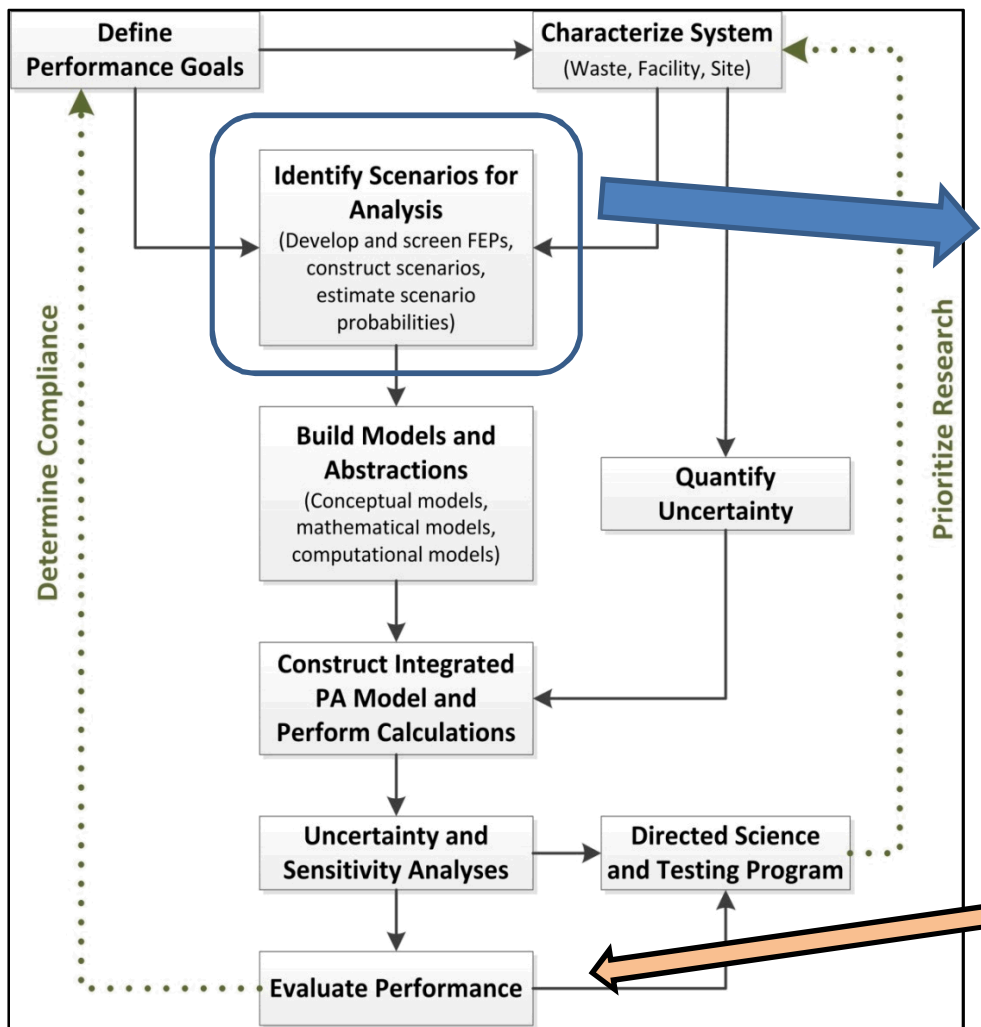 Define
Performance Goals
Characterize System
(Waste, Facility, Site)
Identify Scenarios for
Analysis
(Develop and screen FEPs,
construct scenarios,
estimate scenario
probabilities)
Build Models and
Abstractions
(Conceptual models,
mathematical models,
computational models)
Quantify
Uncertainty
Construct Integrated
PA Model and
Perform Calculations
Uncertainty and
Sensitivity Analyses
Directed Science
and Testing Program
Evaluate Performance
Determine Compliance
Prioritize Research